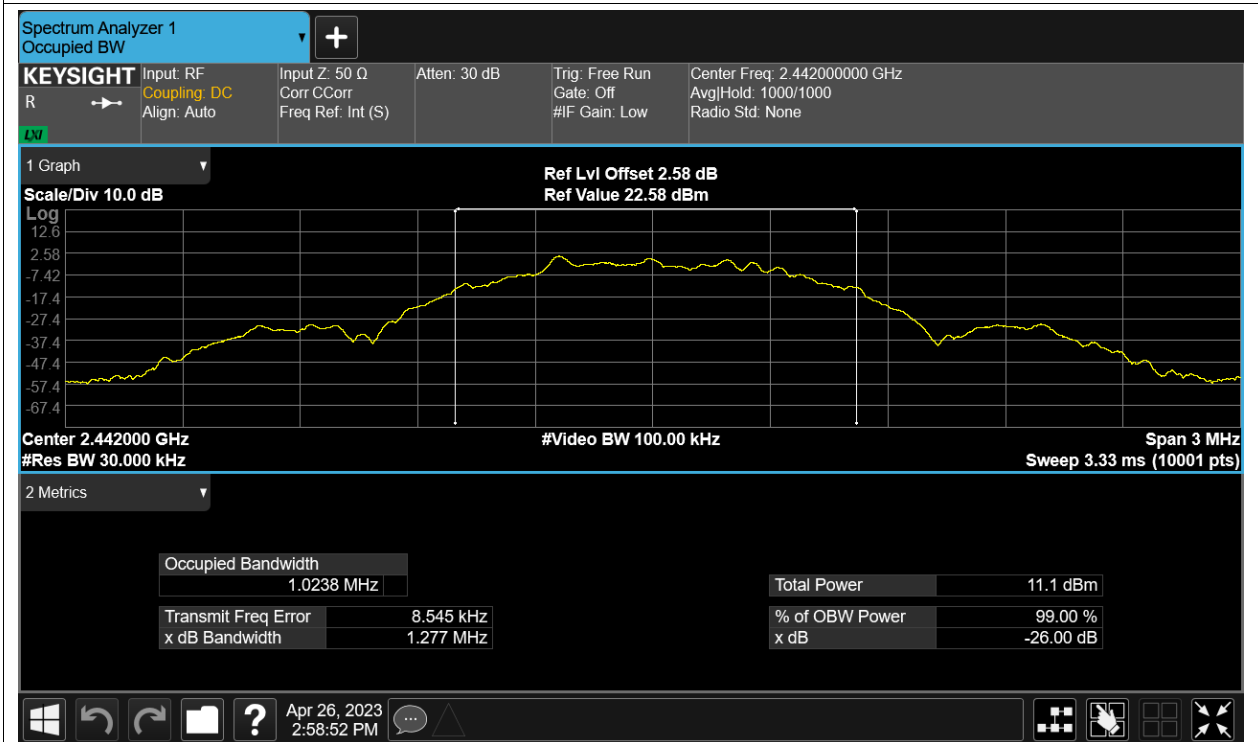 Spectrum Analyzer 1
Occupied BW
KEYSIGHT Input: RF Input Z: 50 Ω Atten: 30 dB Trig: Free Run Center Freq: 2.442000000 GHz
R Coupling: DC Corr CCorr Gate: Off Avg|Hold: 1000/1000
Align: Auto Freq Ref: Int (S) #IF Gain: Low Radio Std: None
LXI
1 Graph
Ref Lvl Offset 2.58 dB
Scale/Div 10.0 dB Ref Value 22.58 dBm
Log
12.6
2.58
-7.42
-17.4
-27.4
-37.4
-47.4
-57.4
-67.4
Center 2.442000 GHz #Video BW 100.00 kHz Span 3 MHz
#Res BW 30.000 kHz Sweep 3.33 ms (10001 pts)
2 Metrics
Occupied Bandwidth
1.0238 MHz Total Power 11.1 dBm
Transmit Freq Error 8.545 kHz % of OBW Power 99.00 %
x dB Bandwidth 1.277 MHz x dB -26.00 dB
Apr 26, 2023
2:58:52 PM